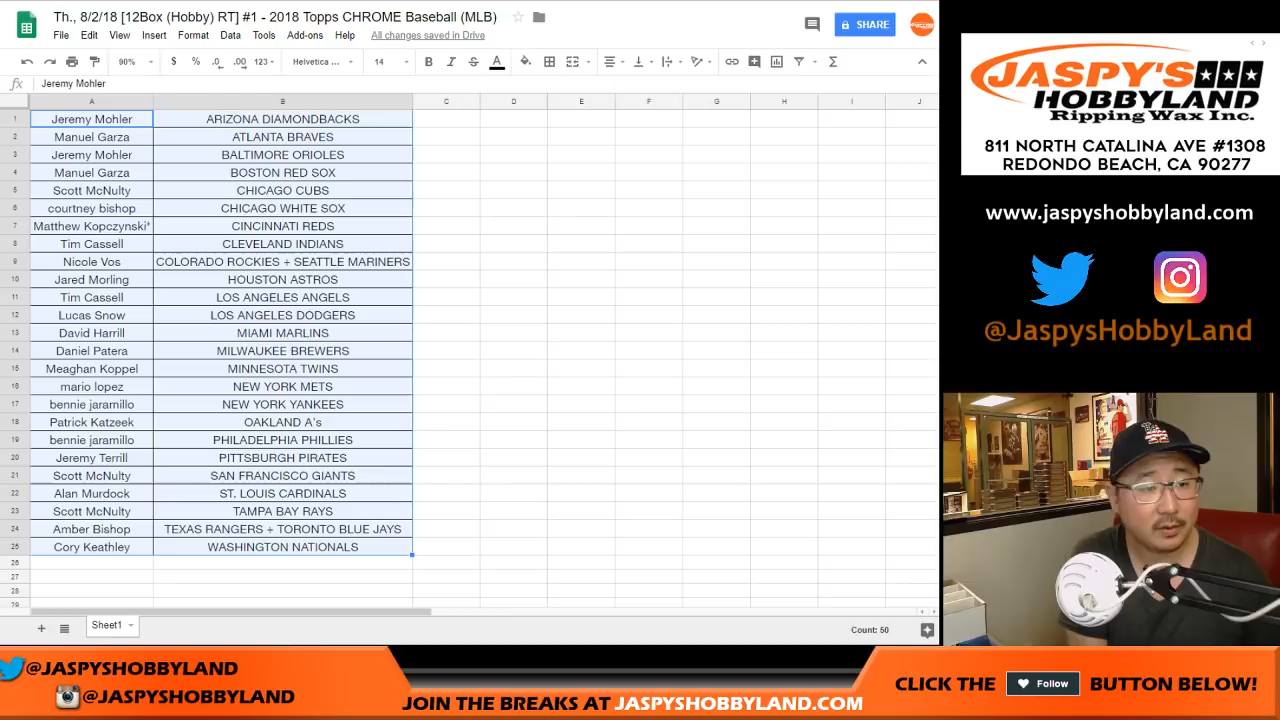 Th., 8/2/18 [12Box (Hobby) RT] #1 - 2018 Topps CHROME Baseball (MLB)
File Edit View Insert Format Data Tools Add-ons Help All changes saved in Drive
SHARE
90% $ % .0 .00 123 Helvetica ... 14 B I S A
fx Jeremy Mohler
A B C D E F G H I J
1 Jeremy Mohler ARIZONA DIAMONDBACKS
2 Manuel Garza ATLANTA BRAVES
3 Jeremy Mohler BALTIMORE ORIOLES
4 Manuel Garza BOSTON RED SOX
5 Scott McNulty CHICAGO CUBS
6 courtney bishop CHICAGO WHITE SOX
7 Matthew Kopczynski* CINCINNATI REDS
8 Tim Cassell CLEVELAND INDIANS
9 Nicole Vos COLORADO ROCKIES + SEATTLE MARINERS
10 Jared Morling HOUSTON ASTROS
11 Tim Cassell LOS ANGELES ANGELS
12 Lucas Snow LOS ANGELES DODGERS
13 David Harrill MIAMI MARLINS
14 Daniel Patera MILWAUKEE BREWERS
15 Meaghan Koppel MINNESOTA TWINS
16 mario lopez NEW YORK METS
17 bennie jaramillo NEW YORK YANKEES
18 Patrick Katzeek OAKLAND A's
19 bennie jaramillo PHILADELPHIA PHILLIES
20 Jeremy Terrill PITTSBURGH PIRATES
21 Scott McNulty SAN FRANCISCO GIANTS
22 Alan Murdock ST. LOUIS CARDINALS
23 Scott McNulty TAMPA BAY RAYS
24 Amber Bishop TEXAS RANGERS + TORONTO BLUE JAYS
25 Cory Keathley WASHINGTON NATIONALS
26
27
28
29
Sheet1
Count: 50
JASPY'S
HOBBYLAND
Ripping Wax Inc.
811 NORTH CATALINA AVE #1308
REDONDO BEACH, CA 90277
www.jaspyshobbyland.com
@JaspysHobbyLand
LA
@JASPYSHOBBYLAND
@JASPYSHOBBYLAND
JOIN THE BREAKS AT JASPYSHOBBYLAND.COM
CLICK THE Follow BUTTON BELOW!